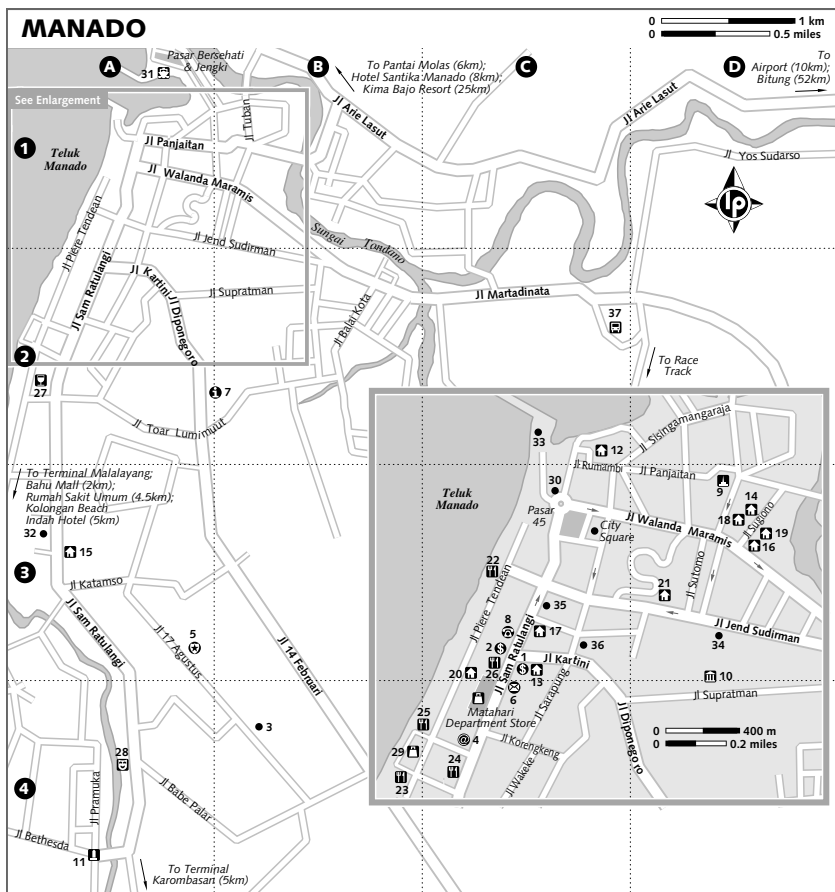 MANADO
0 1 km
0 0.5 miles
A
B
C
D
31
Pasar Bersehati
& Jengki
To Pantai Molas (6km);
Hotel Santika Manado (8km);
Kima Bajo Resort (25km)
To
Airport (10km);
Bitung (52km)
See Enlargement
Jl Tuban
Jl Arie Lasut
Jl Arie Lasut
1
Teluk
Manado
Jl Panjaitan
Jl Walanda Maramis
Jl Yos Sudarso
lp
Jl Piere Tendean
Jl Sam Ratulangi
Jl Jend Sudirman
Sungai Tondano
Jl Kartini
Jl Diponegoro
Jl Supratman
Jl Balai Kota
Jl Martadinata
37
2
27
7
To Race
Track
Jl Toar Lumimuut
To Terminal Malalayang;
Bahu Mall (2km);
Rumah Sakit Umum (4.5km);
Kolongan Beach
Indah Hotel (5km)
32
15
3
Jl Katamso
Jl Sam Ratulangi
5
Jl 17 Agustus
Jl 14 Februari
3
28
4
Jl Pramuka
Jl Babe Palar
Jl Bethesda
11
To Terminal
Karombasan (5km)
33
12
Jl Sisingamangaraja
Jl Rumambi
Jl Panjaitan
30
9
Teluk
Manado
Pasar
45
City
Square
Jl Walanda Maramis
14
18
Jl Sugiono
19
16
22
Jl Piere Tendean
21
Jl Sutomo
35
8
17
Jl Jend Sudirman
34
2
26
Jl Sam Ratulangi
1
36
Jl Kartini
13
20
6
Jl Sarapung
10
Jl Supratman
Matahari
Department Store
25
4
Jl Korengkeng
Jl Diponegoro
400 m
0
0 0.2 miles
29
24
23
Jl Wakeke